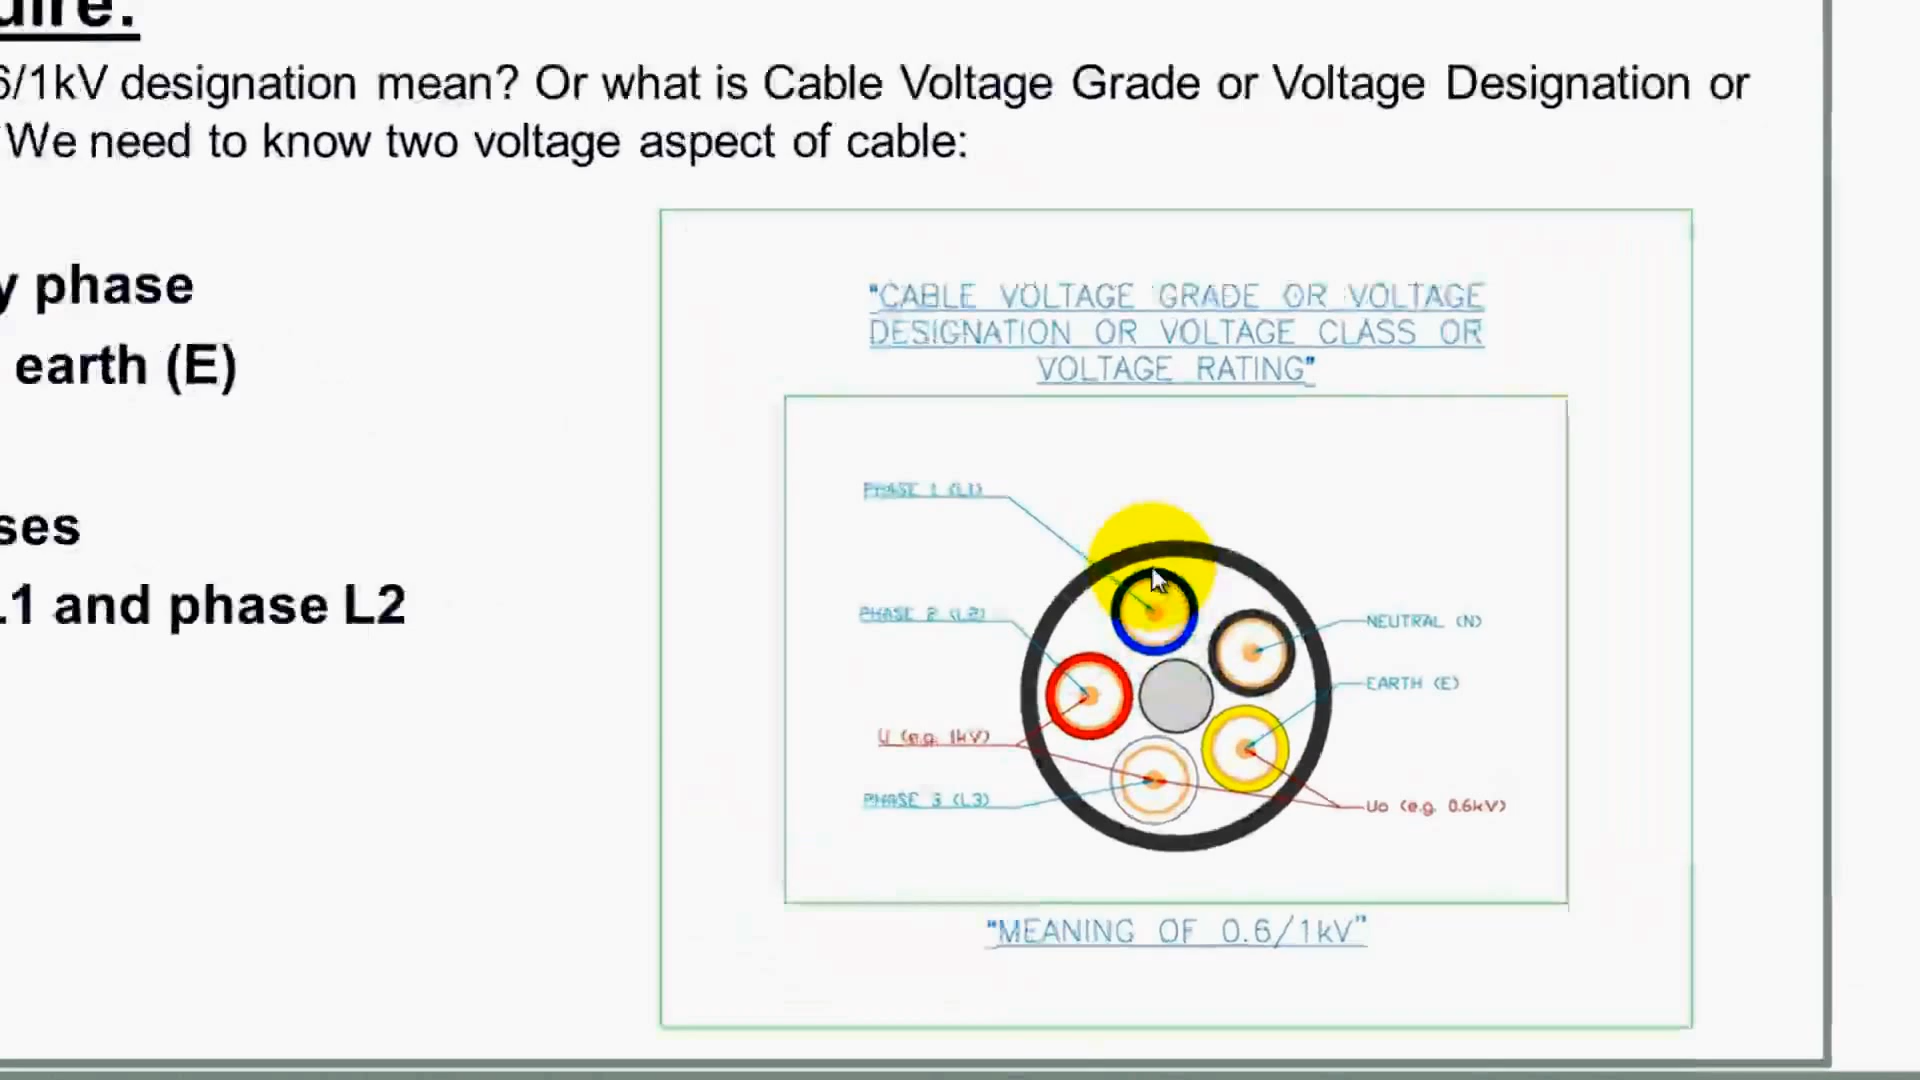 uire:
6/1kV designation mean? Or what is Cable Voltage Grade or Voltage Designation or
We need to know two voltage aspect of cable:
y phase
earth (E)
ses
L1 and phase L2
"CABLE VOLTAGE GRADE OR VOLTAGE
DESIGNATION OR VOLTAGE CLASS OR
VOLTAGE RATING"
PHASE 1 (L1)
PHASE 2 (L2)
NEUTRAL (N)
EARTH (E)
U (e.g. 1kV)
PHASE 3 (L3)
Uo (e.g. 0.6kV)
"MEANING OF 0.6/1kV"